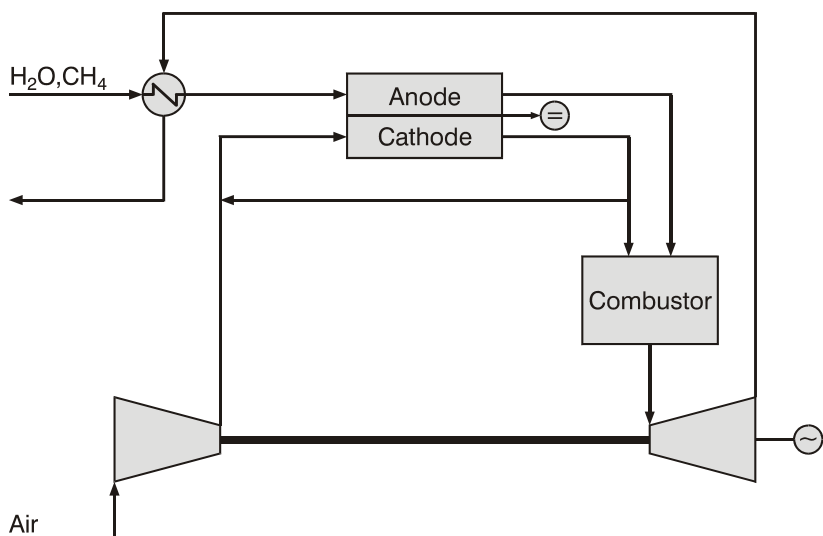 H₂O,CH₄
Anode
=
Cathode
Combustor
~
Air